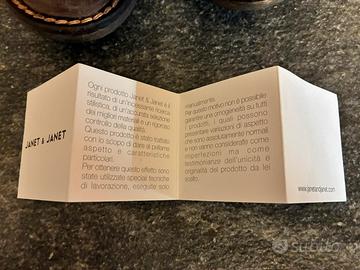 JANET & JANET
Ogni prodotto Janet & Janet è il
risultato di un'incessante ricerca
stilistica, di un'accurata selezione
dei migliori materiali e un rigoroso
controllo della qualità.
Questo prodotto è stato trattato
con lo scopo di dare al pellame
aspetto e caratteristiche
particolari.
Per ottenere questo effetto sono
state utilizzate speciali tecniche
di lavorazione, eseguite solo
manualmente.
Per questo motivo non è possibile
garantire una omogeneità su tutti
i prodotti, i quali possono
presentare variazioni di aspetto
che sono assolutamente normali
e non vanno considerate come
imperfezioni ma come
testimonianze dell'unicità e
originalità del prodotto da lei
scelto.
www.janetandjanet.com
SUBITO